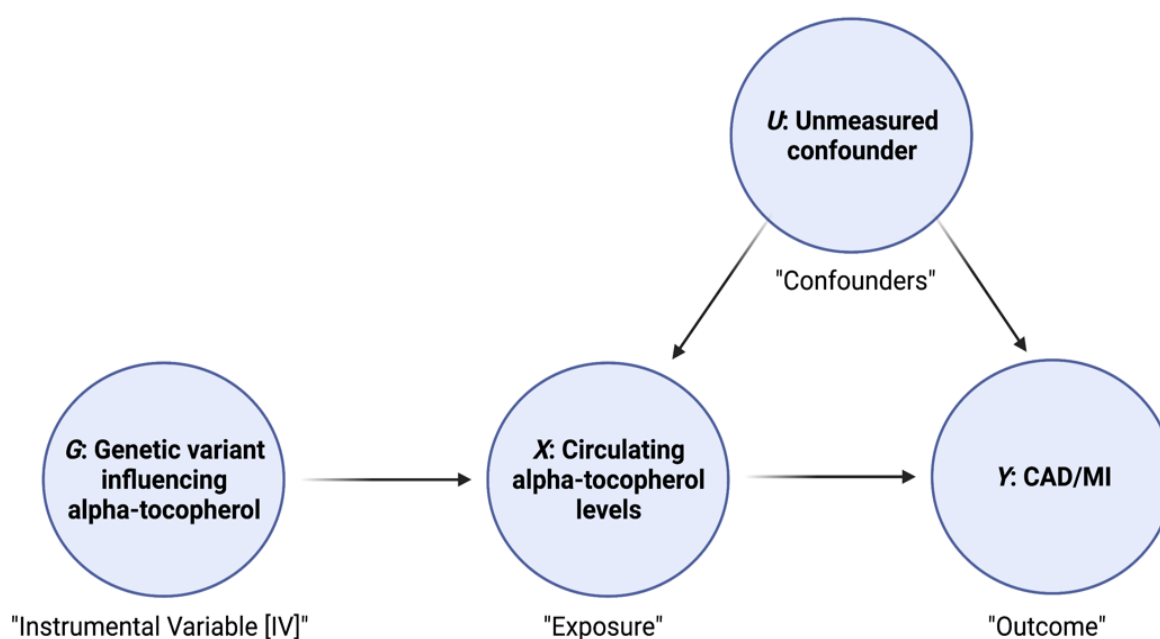 U: Unmeasured
confounder
"Confounders"
G: Genetic variant
influencing
alpha-tocopherol
"Instrumental Variable [IV]"
X: Circulating
alpha-tocopherol
levels
"Exposure"
Y: CAD/MI
"Outcome"